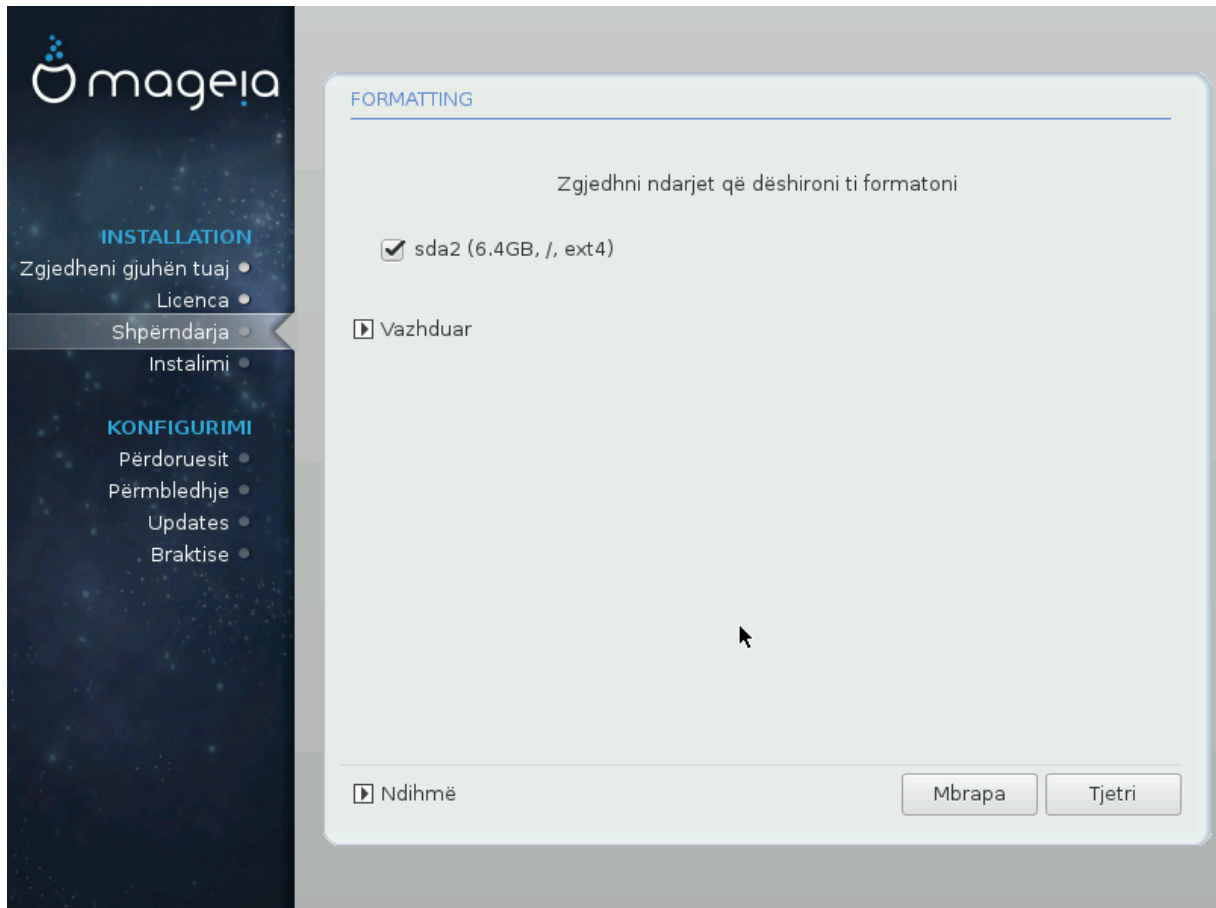 mageia
INSTALLATION
Zgjedheni gjuhën tuaj
Licenca
Shpërndarja
Instalimi
KONFIGURIMI
Përdoruesit
Përmbledhje
Updates
Braktise
FORMATTING
Zgjedhni ndarjet që dëshironi ti formatoni
sda2 (6.4GB, /, ext4)
Vazhduar
Ndihmë
Mbrapa
Tjetri